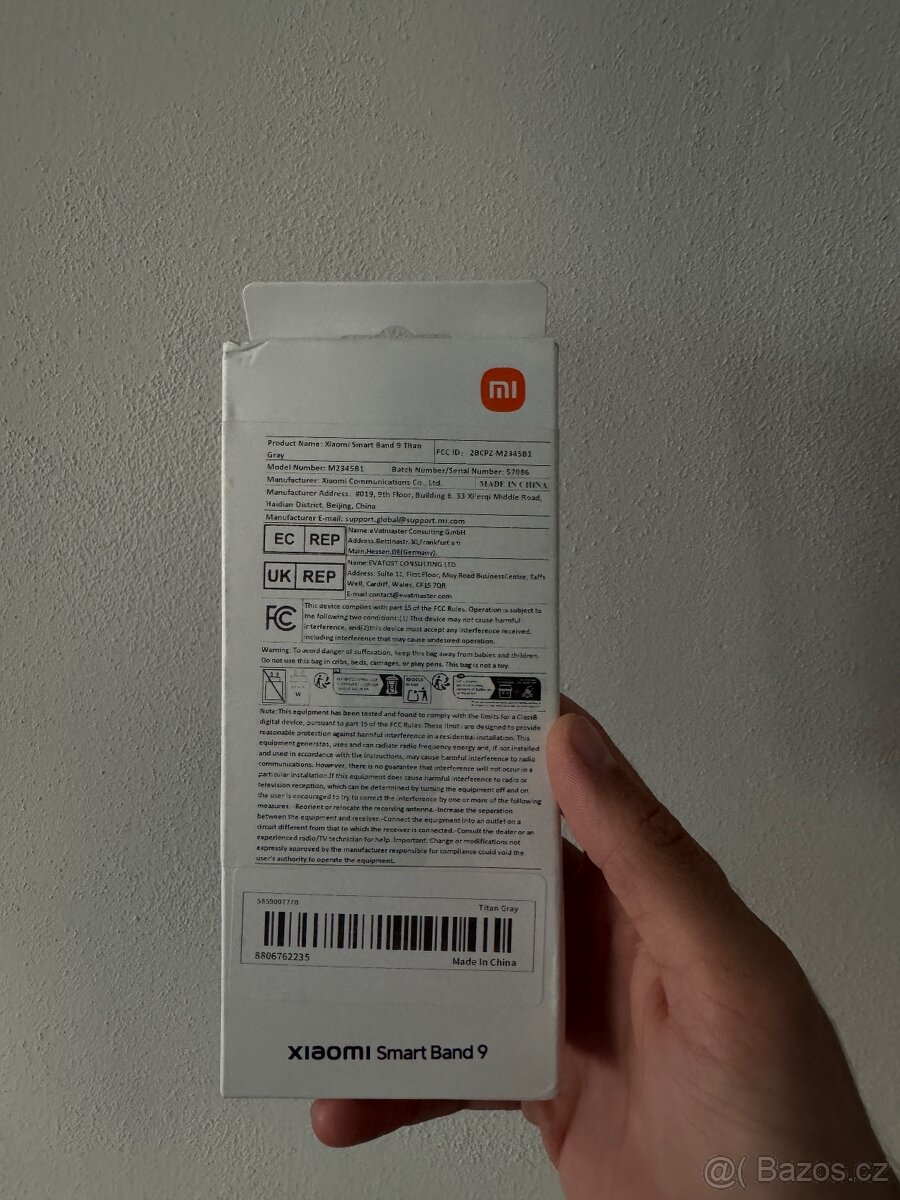 mi
Product Name: Xiaomi Smart Band 9 Titan
Gray
FCC ID: 2BCPZ-M2345B1
Model Number: M2345B1 Batch Number/Serial Number: 52086
Manufacturer: Xiaomi Communications Co., Ltd. MADE IN CHINA
Manufacturer Address: #019, 9th Floor, Building 6, 33 Xi'erqi Middle Road,
Haidian District, Beijing, China
Manufacturer E-mail: support.global@support.mi.com
EC REP
Name:eVatmaster Consulting GmbH
Address:Bettinastr.30,Frankfurt am
Main,Hessen,DE(Germany).
UK REP
Name:EVATOST CONSULTING LTD
Address: Suite 11, First Floor, Moy Road BusinessCentre, Taffs
Well, Cardiff, Wales, CF15 7QR
E-mail:contact@evatmaster.com
FC
This device complies with part 15 of the FCC Rules. Operation is subject to
the following two conditions:(1) This device may not cause harmful
interference, and(2)this device must accept any interference received,
including interference that may cause undesired operation.
Warning: To avoid danger of suffocation, keep this bag away from babies and children.
Do not use this bag in cribs, beds, carriages, or play pens. This bag is not a toy.
Note:This equipment has been tested and found to comply with the limits for a ClassB
digital device, pursuant to part 15 of the FCC Rules.These limits are designed to provide
reasonable protection against harmful interference in a residential installation. This
equipment generates, uses and can radiate radio frequency energy and, if not installed
and used in accordance with the instructions, may cause harmful interference to radio
communications. However, there is no guarantee that interference will not occur in a
particular installation.If this equipment does cause harmful interference to radio or
television reception, which can be determined by turning the equipment off and on,
the user is encouraged to try to correct the interference by one or more of the following
measures: -Reorient or relocate the receiving antenna. -Increase the separation
between the equipment and receiver.-Connect the equipment into an outlet on a
circuit different from that to which the receiver is connected.-Consult the dealer or an
experienced radio/TV technician for help. Important: Change or modifications not
expressly approved by the manufacturer responsible for compliance could void the
user's authority to operate the equipment.
5859007770 Titan Gray
8806762235 Made In China
xiaomi Smart Band 9
@( Bazos.cz